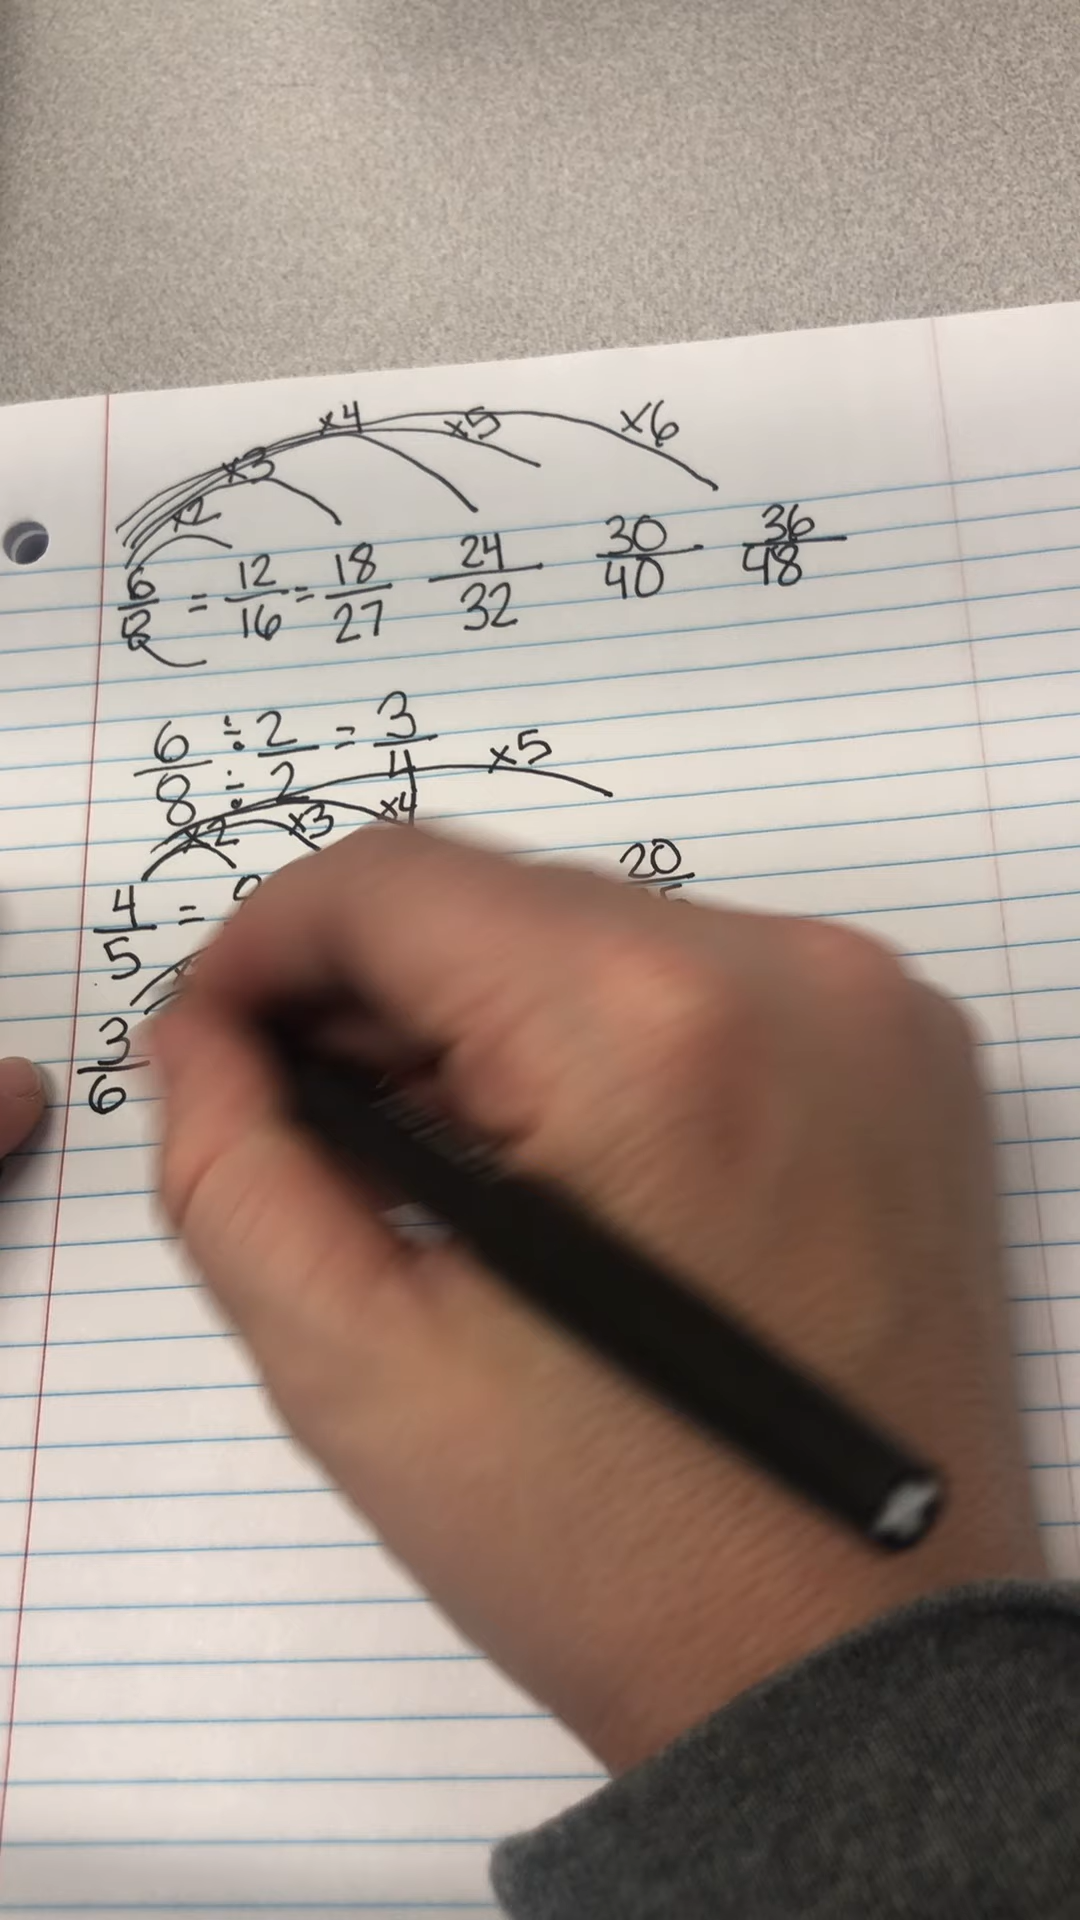 ×2 ×3 ×4 ×5 ×6
6/8 = 12/16 = 18/27 24/32 30/40 36/48
6/8 ÷ 2/÷ 2 = 3/4
×2 ×3 ×4 ×5
4/5 = 20
3/6